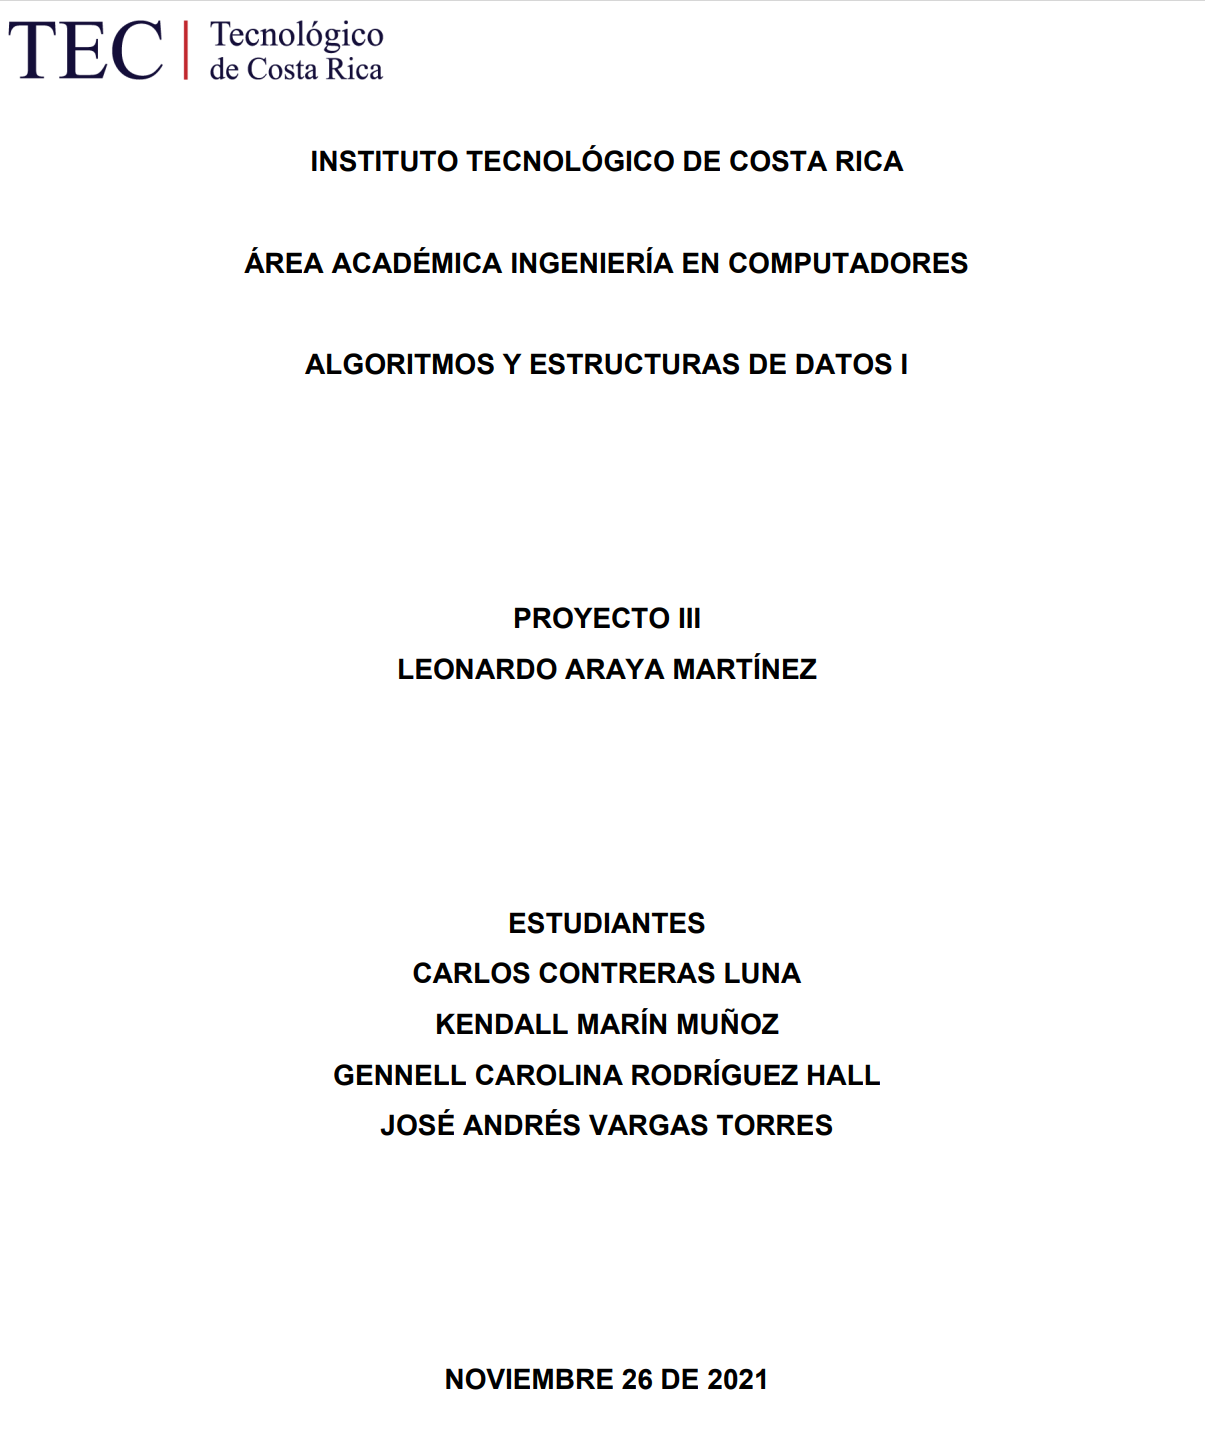 TEC
Tecnológico
de Costa Rica
INSTITUTO TECNOLÓGICO DE COSTA RICA
ÁREA ACADÉMICA INGENIERÍA EN COMPUTADORES
ALGORITMOS Y ESTRUCTURAS DE DATOS I
PROYECTO III
LEONARDO ARAYA MARTÍNEZ
ESTUDIANTES
CARLOS CONTRERAS LUNA
KENDALL MARÍN MUÑOZ
GENNELL CAROLINA RODRÍGUEZ HALL
JOSÉ ANDRÉS VARGAS TORRES
NOVIEMBRE 26 DE 2021